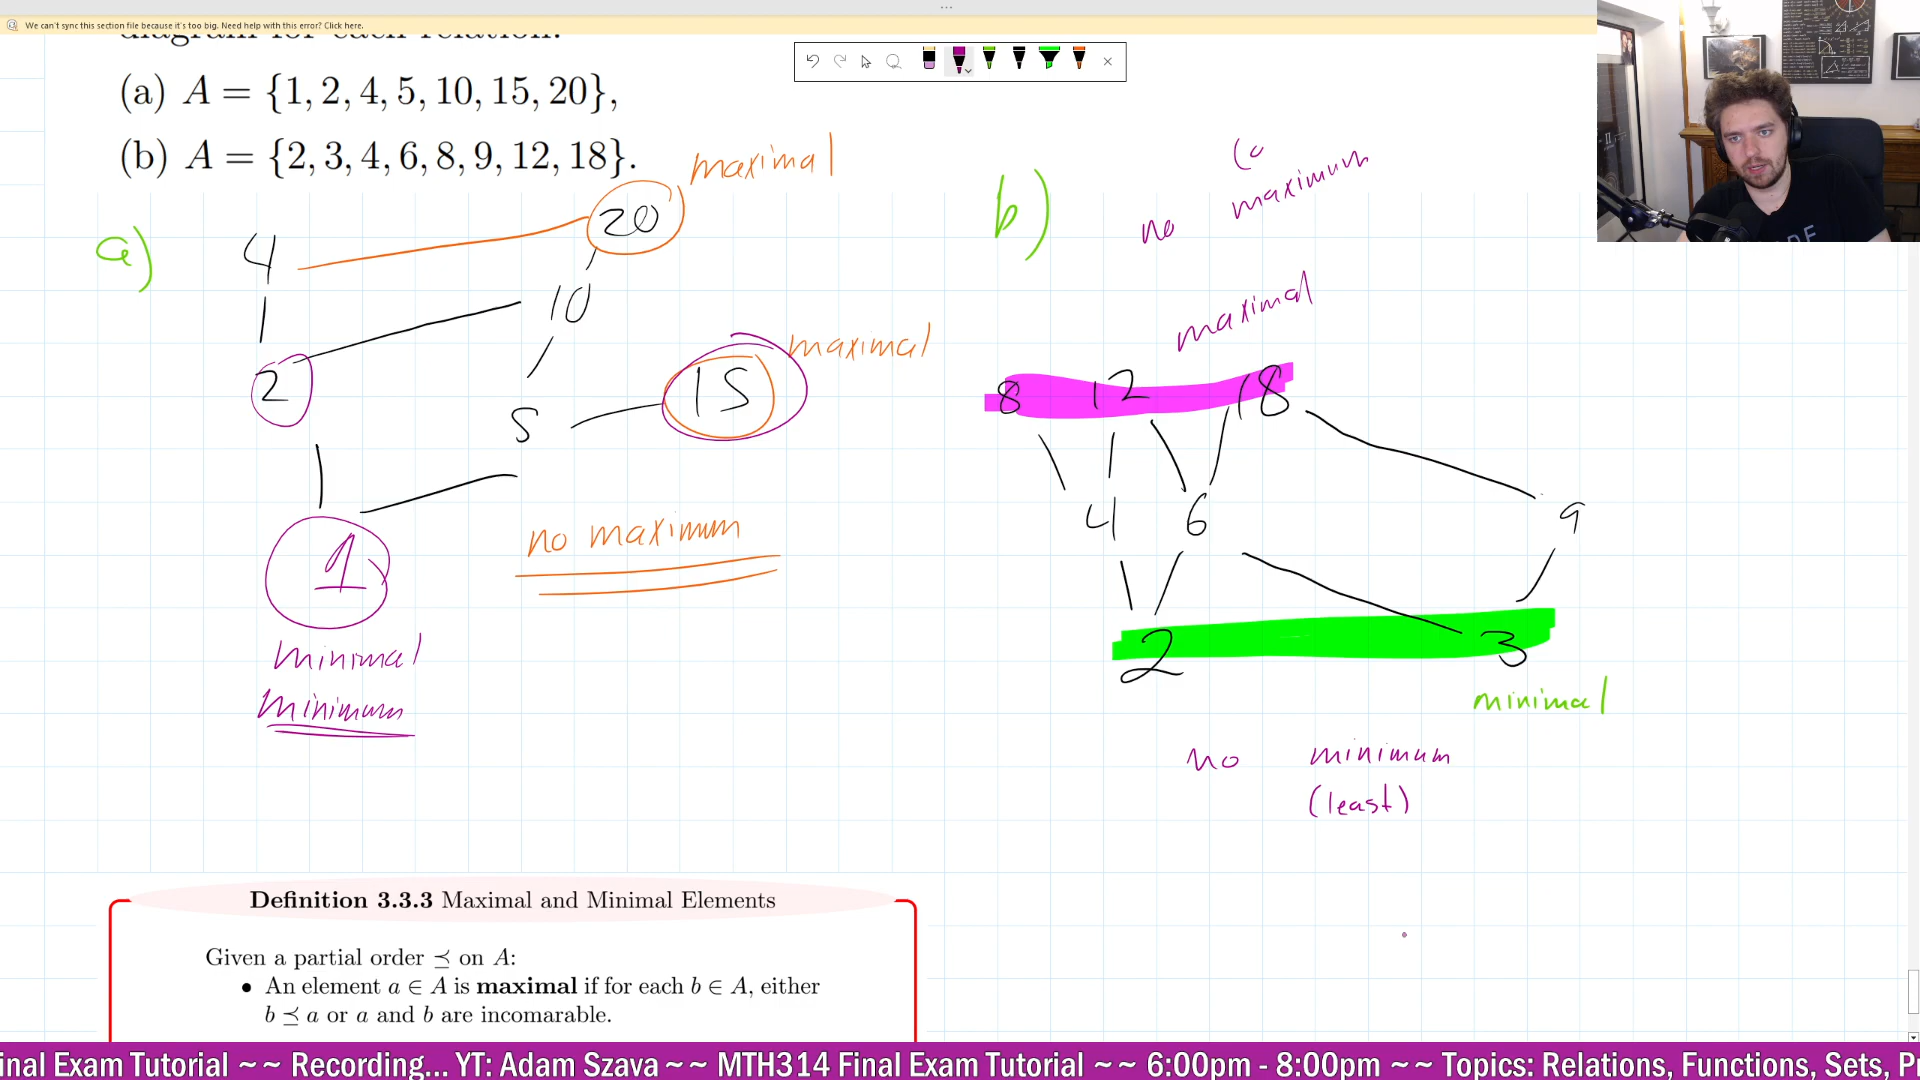 We can't sync this section file because it's too big. Need help with this error? Click here.
diagram for each relation.
(a) A = {1, 2, 4, 5, 10, 15, 20},
(b) A = {2, 3, 4, 6, 8, 9, 12, 18}.
a)
4
20
maximal
10
2
15
maximal
5
1
no maximum
minimal
minimum
b)
no maximum
maximal
8 12 18
4 6 9
2 3
minimal
no minimum
(least)
Definition 3.3.3 Maximal and Minimal Elements
Given a partial order ⪯ on A:
• An element a ∈ A is maximal if for each b ∈ A, either
b ⪯ a or a and b are incomarable.
inal Exam Tutorial ~~ Recording... YT: Adam Szava ~~ MTH314 Final Exam Tutorial ~~ 6:00pm - 8:00pm ~~ Topics: Relations, Functions, Sets, P